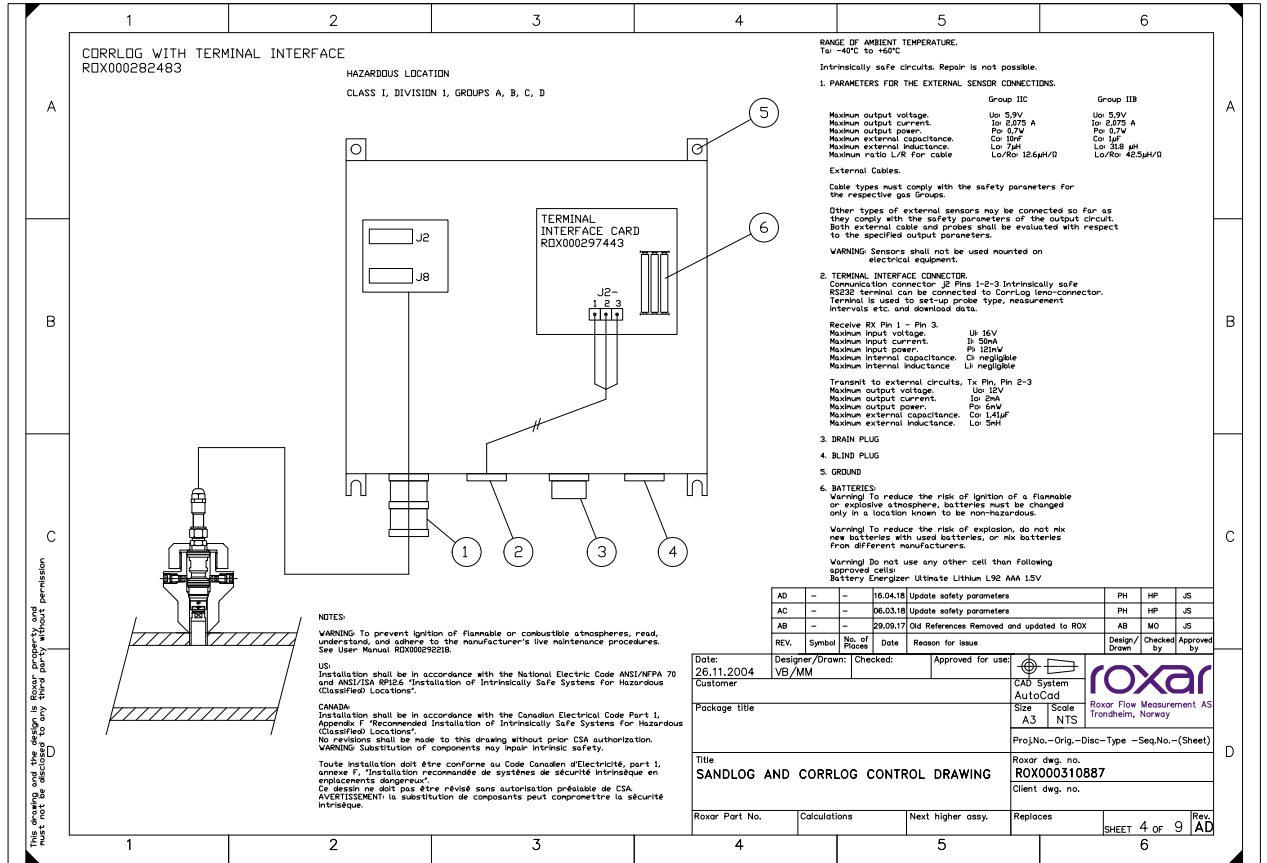 1 2 3 4 5 6
A
B
C
D
CORRLOG WITH TERMINAL INTERFACE
ROX000282483
HAZARDOUS LOCATION
CLASS I, DIVISION 1, GROUPS A, B, C, D
J2
J8
TERMINAL
INTERFACE CARD
ROX000297443
J2-
1 2 3
5
6
1
2
3
4
RANGE OF AMBIENT TEMPERATURE.
Ta: -40°C to +60°C
Intrinsically safe circuits. Repair is not possible.
1. PARAMETERS FOR THE EXTERNAL SENSOR CONNECTIONS.
Group IIC Group IIB
Maximum output voltage. Uo: 5,9V Uo: 5,9V
Maximum output current. Io: 2,075 A Io: 2,075 A
Maximum output power. Po: 0,7W Po: 0,7W
Maximum external capacitance. Co: 10nF Co: 1µF
Maximum external inductance. Lo: 7µH Lo: 31.8 µH
Maximum ratio L/R for cable Lo/Ro: 12.6µH/Ω Lo/Ro: 42.5µH/Ω
External Cables.
Cable types must comply with the safety parameters for
the respective gas Groups.
Other types of external sensors may be connected so far as
they comply with the safety parameters of the output circuit.
Both external cable and probes shall be evaluated with respect
to the specified output parameters.
WARNING: Sensors shall not be used mounted on
electrical equipment.
2. TERMINAL INTERFACE CONNECTOR.
Communication connector j2 Pins 1-2-3 Intrinsically safe
RS232 terminal can be connected to CorrLog lemo-connector.
Terminal is used to set-up probe type, measurement
intervals etc. and download data.
Receive RX Pin 1 - Pin 3.
Maximum input voltage. Ui: 16V
Maximum input current. Ii: 50mA
Maximum input power. Pi: 121mW
Maximum internal capacitance. Ci: negligible
Maximum internal inductance Li: negligible
Transmit to external circuits, Tx Pin, Pin 2-3
Maximum output voltage. Uo: 12V
Maximum output current. Io: 2mA
Maximum output power. Po: 6mW
Maximum external capacitance. Co: 1,41µF
Maximum external inductance. Lo: 5mH
3. DRAIN PLUG
4. BLIND PLUG
5. GROUND
6. BATTERIES:
Warning! To reduce the risk of ignition of a flammable
or explosive atmosphere, batteries must be changed
only in a location known to be non-hazardous.
Warning! To reduce the risk of explosion, do not mix
new batteries with used batteries, or mix batteries
from different manufacturers.
Warning! Do not use any other cell than following
approved cells:
Battery Energizer Ultimate Lithium L92 AAA 1.5V
NOTES:
WARNING: To prevent ignition of flammable or combustible atmospheres, read,
understand, and adhere to the manufacturer's live maintenance procedures.
See User Manual ROX000292218.
US:
Installation shall be in accordance with the National Electric Code ANSI/NFPA 70
and ANSI/ISA RP12.6 "Installation of Intrinsically Safe Systems for Hazardous
(Classified) Locations".
CANADA:
Installation shall be in accordance with the Canadian Electrical Code Part 1,
Appendix F "Recommended Installation of Intrinsically Safe Systems for Hazardous
(Classified) Locations".
No revisions shall be made to this drawing without prior CSA authorization.
WARNING: Substitution of components may impair intrinsic safety.
Toute installation doit être conforme au Code Canadien d'Electricité, part 1,
annexe F, "Installation recommandée de systèmes de sécurité intrinsèque en
enplacements dangereux".
Ce dessin ne doit pas être révisé sans autorisation préalable de CSA.
AVERTISSEMENT: la substitution de composants peut compromettre la sécurité
intrisèque.
This drawing and the design is Roxar property and
must not be disclosed to any third party without permission
AD - - 16.04.18 Update safety parameters PH HP JS
AC - - 06.03.18 Update safety parameters PH HP JS
AB - - 29.09.17 Old References Removed and updated to ROX AB MO JS
REV. Symbol No. of Places Date Reason for issue Design/Drawn Checked by Approved by
Date: Designer/Drawn: Checked: Approved for use:
26.11.2004 VB/MM
Customer
Package title
CAD System
AutoCad
Size Scale
A3 NTS
roxar
Roxar Flow Measurement AS
Trondheim, Norway
Proj.No.-Orig.-Disc-Type -Seq.No.-(Sheet)
Title
SANDLOG AND CORRLOG CONTROL DRAWING
Roxar dwg. no.
ROX000310887
Client dwg. no.
Roxar Part No. Calculations Next higher assy. Replaces
SHEET 4 OF 9 Rev. AD
A
B
C
D
1 2 3 4 5 6